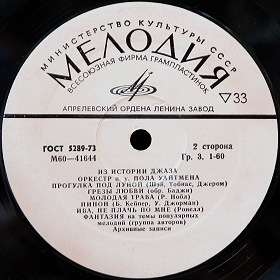 МИНИСТЕРСТВО КУЛЬТУРЫ СССР
МЕЛОДИЯ
ВСЕСОЮЗНАЯ ФИРМА ГРАМПЛАСТИНОК
33
АПРЕЛЕВСКИЙ ОРДЕНА ЛЕНИНА ЗАВОД
ГОСТ 5289-73
2 сторона
М60—41644
Гр. 3. 1-60
ИЗ ИСТОРИИ ДЖАЗА
ОРКЕСТР п. у. ПОЛА УАЙТМЕНА
ПРОГУЛКА ПОД ЛУНОЙ (Шэй, Тобиас, Джером)
ГРЕЗЫ ЛЮБВИ (обр. Баджи)
МОЛОДАЯ ТРАВА (Р. Нобл)
НИНОН (Б. Кейпер, У. Джерман)
ИВА, НЕ ПЛАЧЬ ПО МНЕ (Ронела)
ФАНТАЗИЯ на темы популярных
мелодий (группа авторов)
Архивные записи